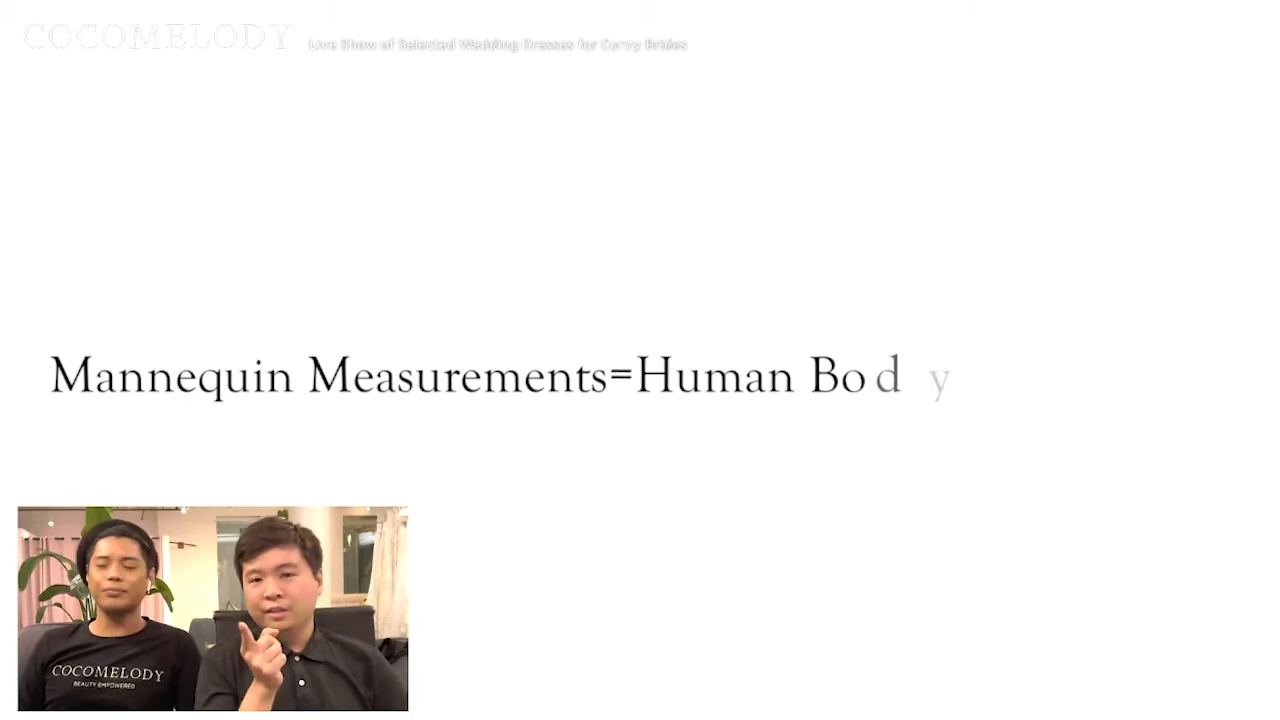 COCOMELODY
Live Show of Selected Wedding Dresses for Curvy Brides
Mannequin Measurements=Human Body
COCOMELODY
BEAUTY EMPOWERED